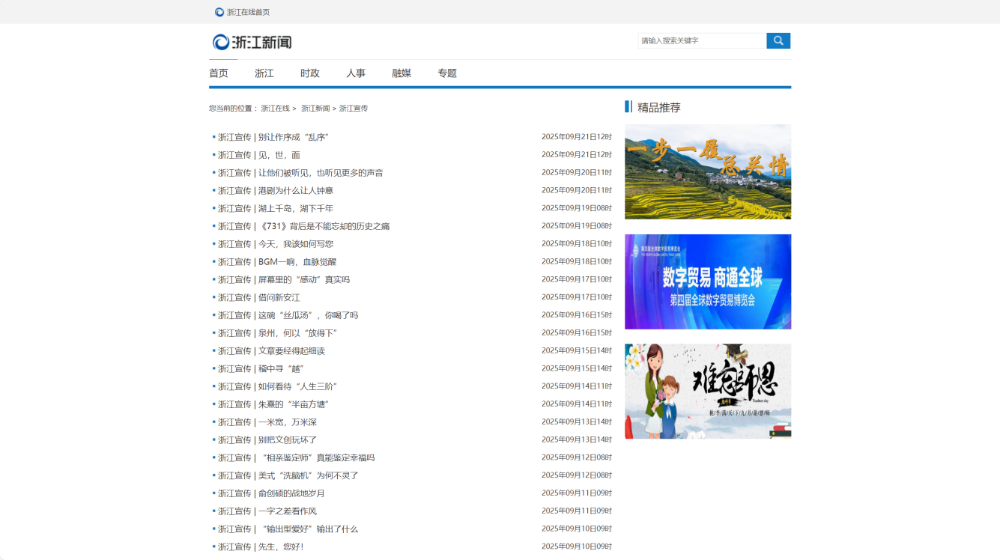 浙江在线首页
浙江新闻
请输入搜索关键字
首页 浙江 时政 人事 融媒 专题
您当前的位置 : 浙江在线 > 浙江新闻 > 浙江宣传
浙江宣传 | 别让作序成“乱序” 2025年09月21日12时
浙江宣传 | 见，世，面 2025年09月21日12时
浙江宣传 | 让他们被听见，也听见更多的声音 2025年09月20日11时
浙江宣传 | 港剧为什么让人钟意 2025年09月20日11时
浙江宣传 | 湖上千岛，湖下千年 2025年09月19日08时
浙江宣传 | 《731》背后是不能忘却的历史之痛 2025年09月19日08时
浙江宣传 | 今天，我该如何写您 2025年09月18日10时
浙江宣传 | BGM一响，血脉觉醒 2025年09月18日10时
浙江宣传 | 屏幕里的“感动”真实吗 2025年09月17日10时
浙江宣传 | 借问新安江 2025年09月17日10时
浙江宣传 | 这碗“丝瓜汤”，你喝了吗 2025年09月16日15时
浙江宣传 | 泉州，何以“放得下” 2025年09月16日15时
浙江宣传 | 文章要经得起细读 2025年09月15日14时
浙江宣传 | 稽中寻“越” 2025年09月15日14时
浙江宣传 | 如何看待“人生三阶” 2025年09月14日11时
浙江宣传 | 朱熹的“半亩方塘” 2025年09月14日11时
浙江宣传 | 一米宽，万米深 2025年09月13日14时
浙江宣传 | 别把文创玩坏了 2025年09月13日14时
浙江宣传 | “相亲鉴定师”真能鉴定幸福吗 2025年09月12日08时
浙江宣传 | 美式“洗脑机”为何不灵了 2025年09月12日08时
浙江宣传 | 俞创硕的战地岁月 2025年09月11日09时
浙江宣传 | 一字之差看作风 2025年09月11日09时
浙江宣传 | “输出型爱好”输出了什么 2025年09月10日09时
浙江宣传 | 先生，您好！ 2025年09月10日09时
精品推荐
一步一履
总关情
第四届全球数字贸易博览会
数字贸易 商通全球
第四届全球数字贸易博览会
难忘师恩
Teachers day
桃/李/满/天/下/九/月/谢/恩/师